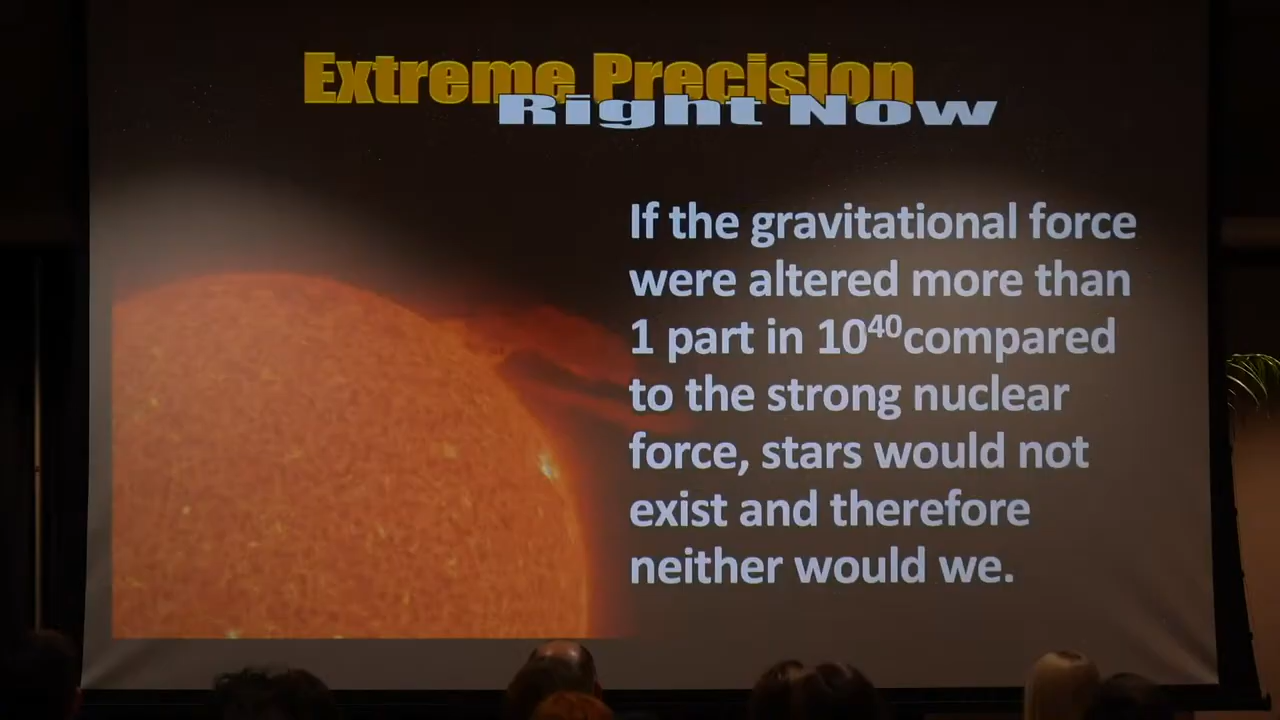 Extreme Precision
Right Now
If the gravitational force
were altered more than
1 part in 10⁴⁰compared
to the strong nuclear
force, stars would not
exist and therefore
neither would we.